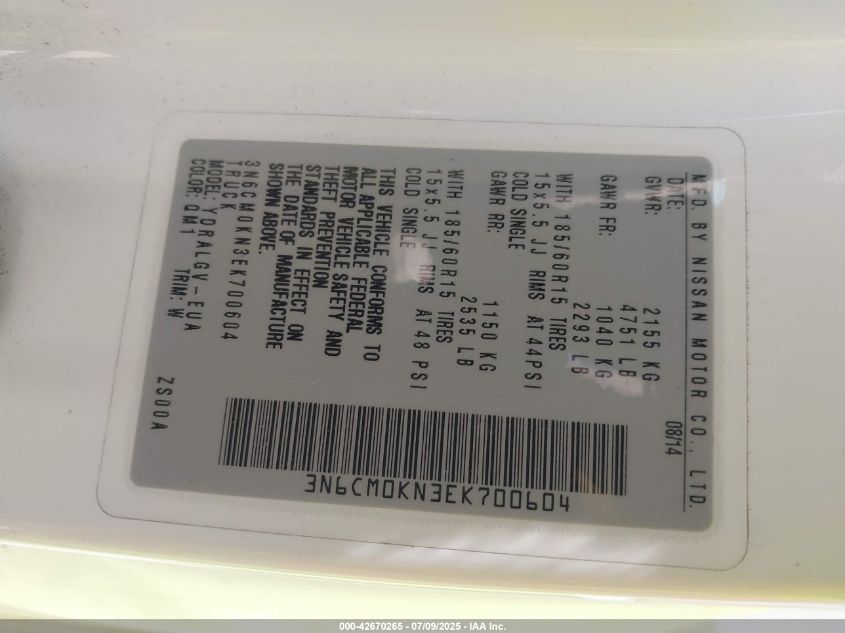 MFD. BY NISSAN MOTOR CO., LTD.
DATE: 08/14
GVWR: 2155 KG
4751 LB
GAWR FR: 1040 KG
2293 LB
WITH 185/60R15 TIRES
15x5.5 JJ RIMS AT 44PSI
COLD SINGLE
GAWR RR: 1150 KG
2535 LB
WITH 185/60R15 TIRES
15x5.5 JJ RIMS AT 48 PSI
COLD SINGLE
THIS VEHICLE CONFORMS TO
ALL APPLICABLE FEDERAL
MOTOR VEHICLE SAFETY AND
THEFT PREVENTION
STANDARDS IN EFFECT ON
THE DATE OF MANUFACTURE
SHOWN ABOVE.
3N6CM0KN3EK700604
TRUCK
MODEL: YDRALGV-EUA
COLOR: QM1 TRIM: W
ZS00A
3N6CM0KN3EK700604
000-42670265 - 07/09/2025 - IAA Inc.